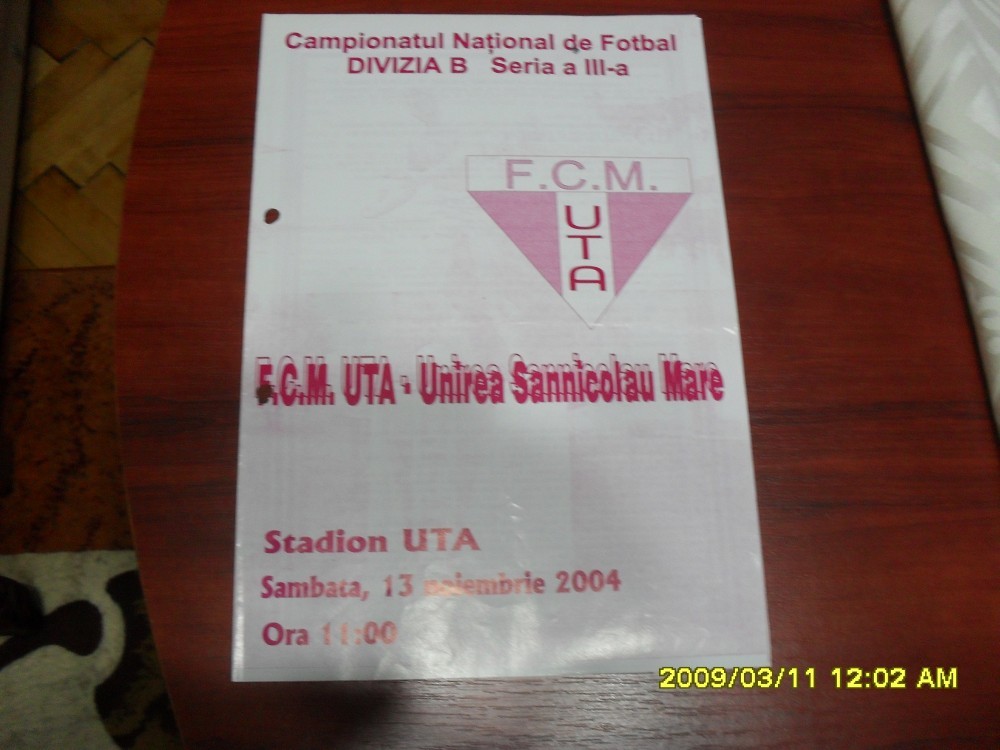 Campionatul Național de Fotbal
DIVIZIA B Seria a III-a
F.C.M.
UTA
F.C.M. UTA - Unirea Sannicolau Mare
Stadion UTA
Sambata, 13 noiembrie 2004
Ora 11:00
2009/03/11 12:02 AM